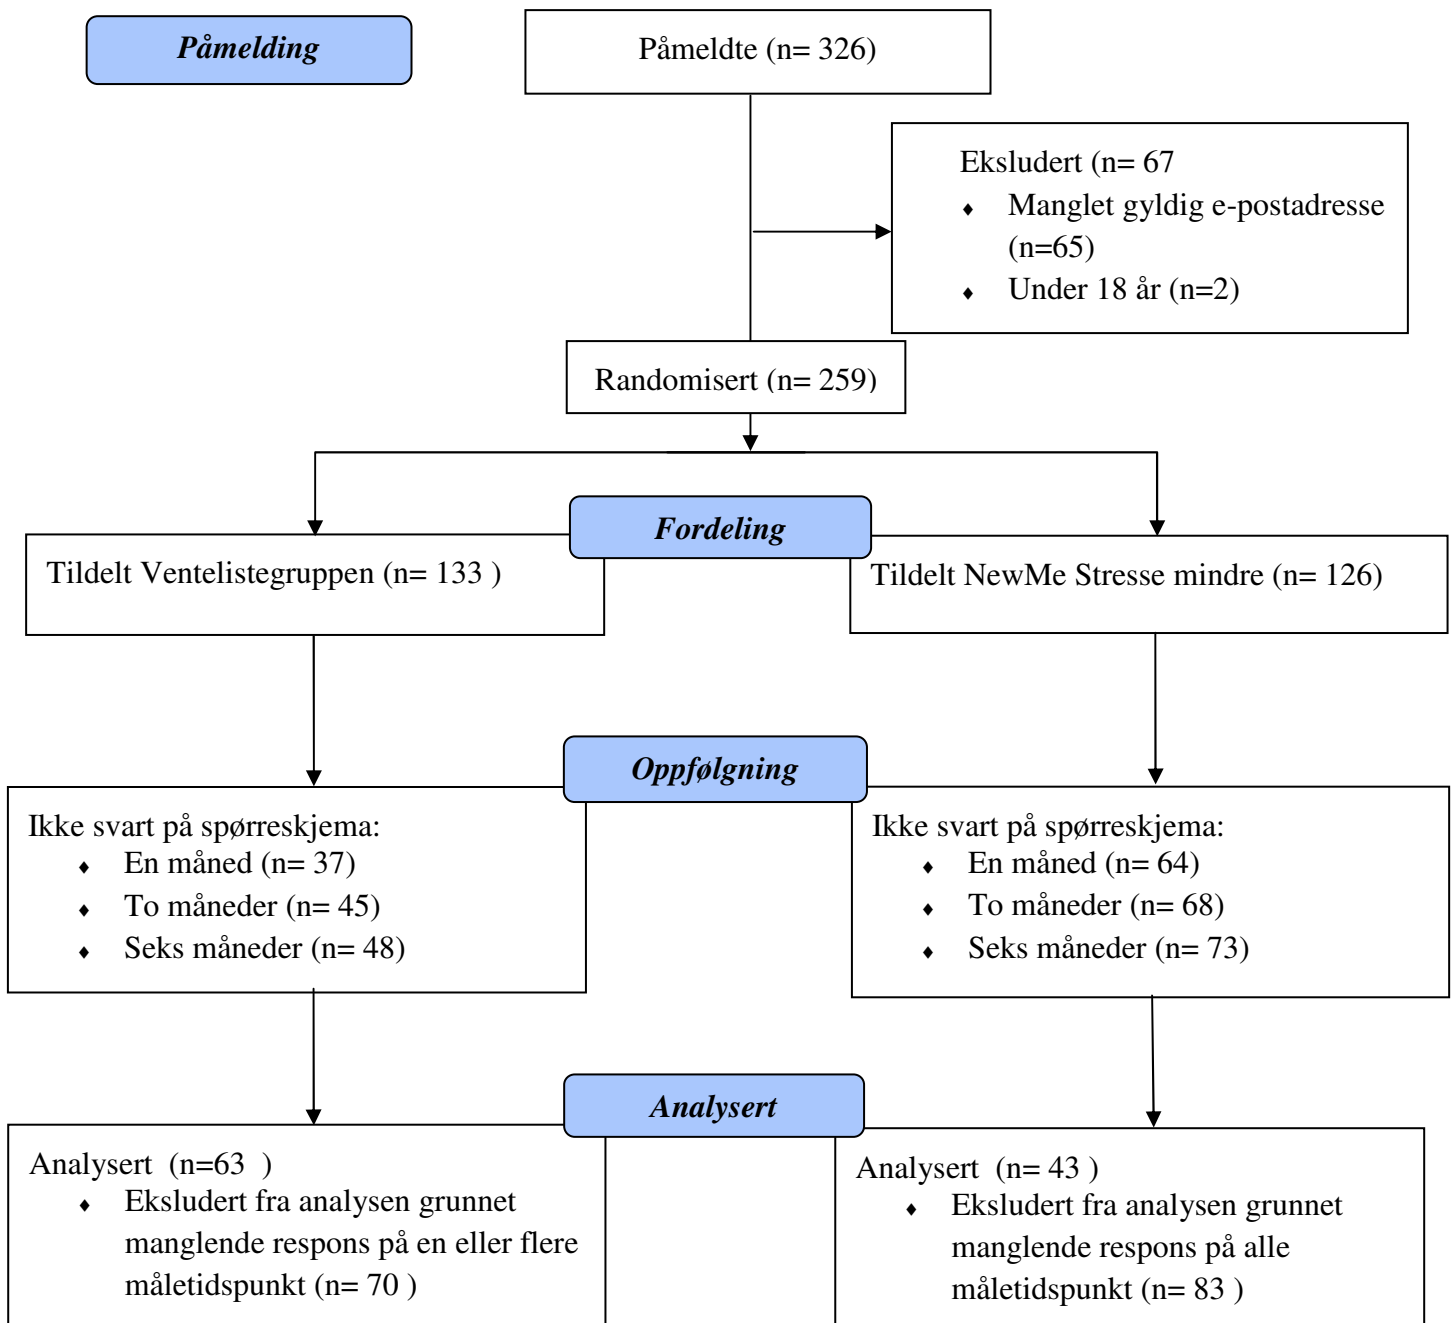 Påmelding
Påmeldte (n= 326)
Eksludert (n= 67
⬧ Manglet gyldig e-postadresse
(n=65)
⬧ Under 18 år (n=2)
Randomisert (n= 259)
Fordeling
Tildelt Ventelistegruppen (n= 133 )
Tildelt NewMe Stresse mindre (n= 126)
Oppfølgning
Ikke svart på spørreskjema:
⬧ En måned (n= 37)
⬧ To måneder (n= 45)
⬧ Seks måneder (n= 48)
Ikke svart på spørreskjema:
⬧ En måned (n= 64)
⬧ To måneder (n= 68)
⬧ Seks måneder (n= 73)
Analysert
Analysert (n=63 )
⬧ Eksludert fra analysen grunnet
manglende respons på en eller flere
måletidspunkt (n= 70 )
Analysert (n= 43 )
⬧ Eksludert fra analysen grunnet
manglende respons på alle
måletidspunkt (n= 83 )